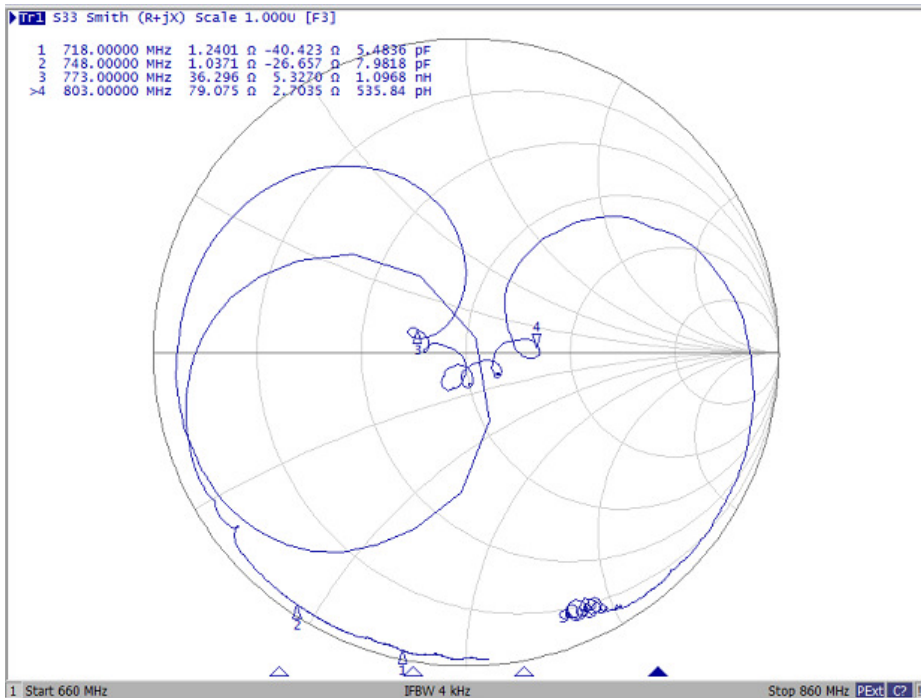 Tr1 S33 Smith (R+jX) Scale 1.000U [F3]
1 718.00000 MHz 1.2401 Ω -40.423 Ω 5.4836 pF
2 748.00000 MHz 1.0371 Ω -26.657 Ω 7.9818 pF
3 773.00000 MHz 36.296 Ω 5.3270 Ω 1.0968 nH
>4 803.00000 MHz 79.075 Ω 2.7035 Ω 535.84 pH
4
3
2
1
1 Start 660 MHz IFBW 4 kHz Stop 860 MHz PExt C?